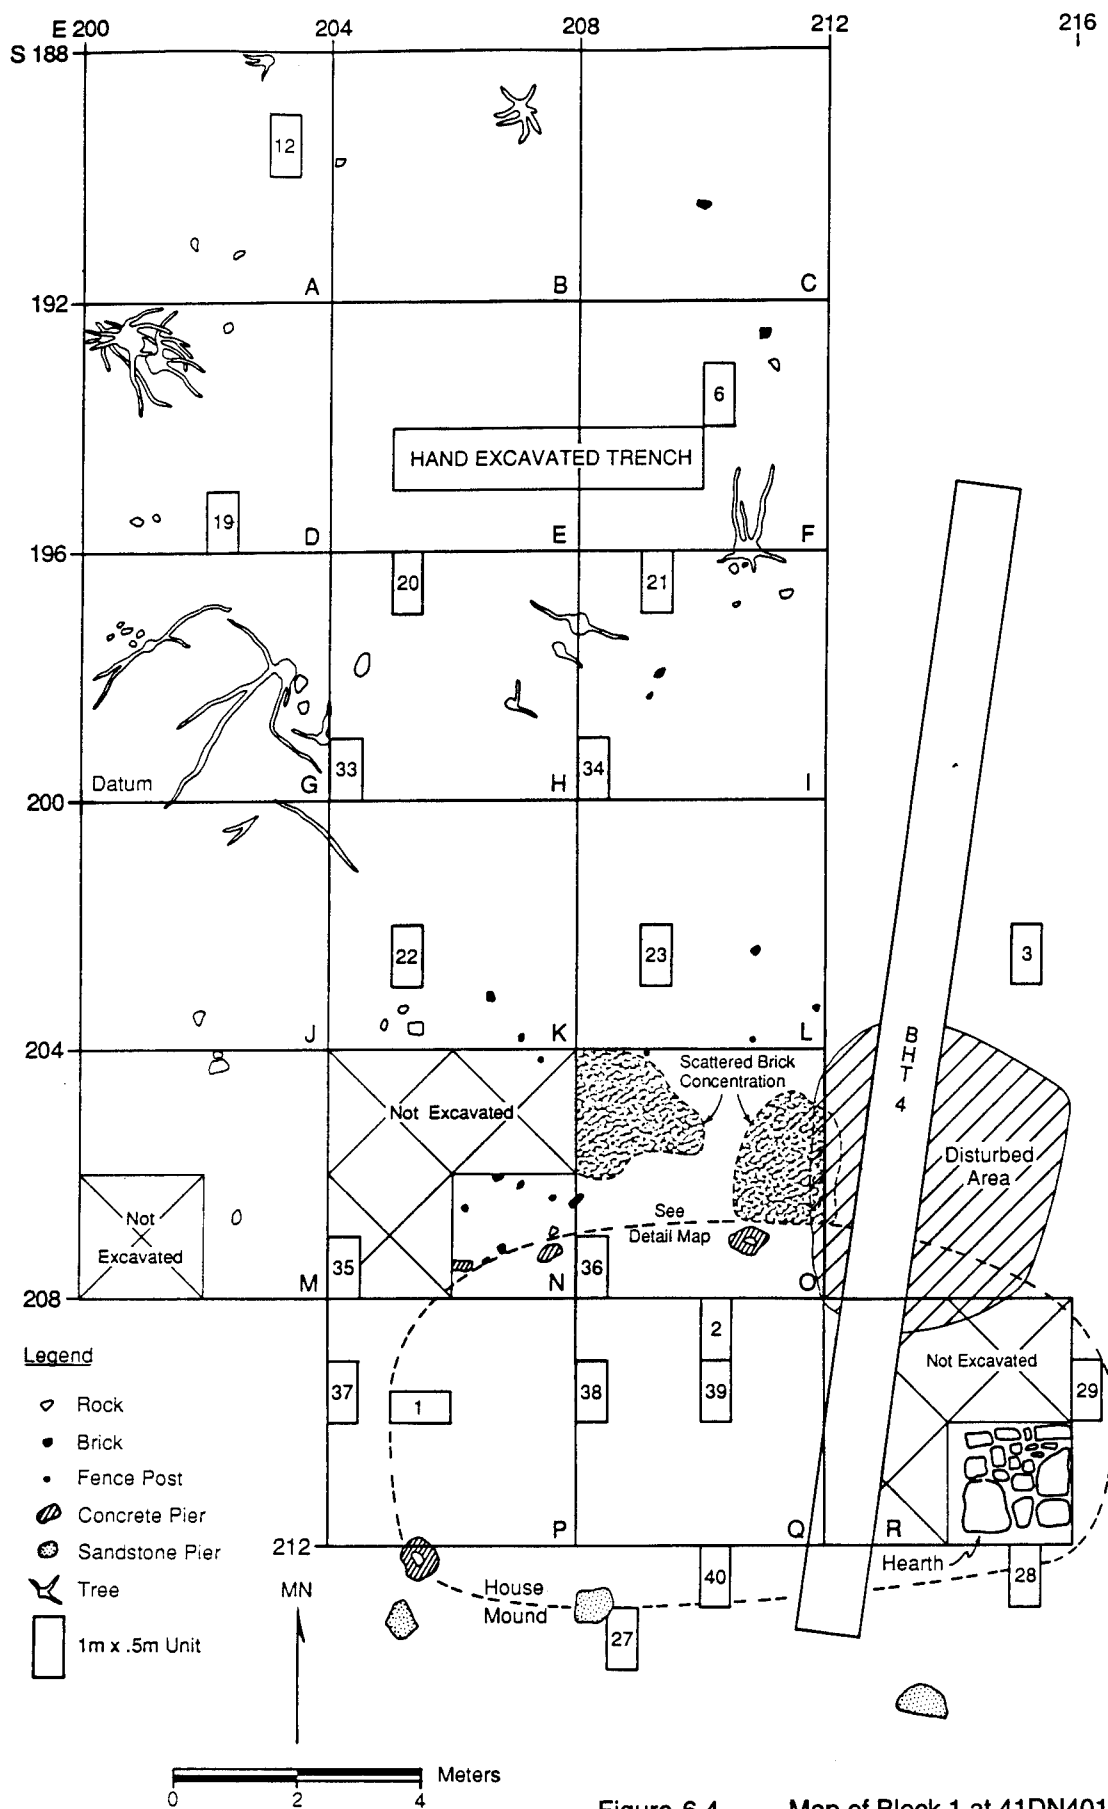 E 200 204 208 212 216
S 188
12
A B C
192
6
HAND EXCAVATED TRENCH
19
D E F
196
20 21
33 34
Datum G H I
200
22 23 3
J K L
204
BHT 4
Scattered Brick
Concentration
Not Excavated
Disturbed
Area
Not
Excavated
See
Detail Map
35 36
M N O
208
2
Not Excavated
37 1 38 39 29
P Q R
212
Hearth
40 28
House
Mound
27
Legend
Rock
Brick
Fence Post
Concrete Pier
Sandstone Pier
Tree
1m x .5m Unit
MN
Meters
0 2 4
Figure 6.4 Map of Block 1 at 41DN401